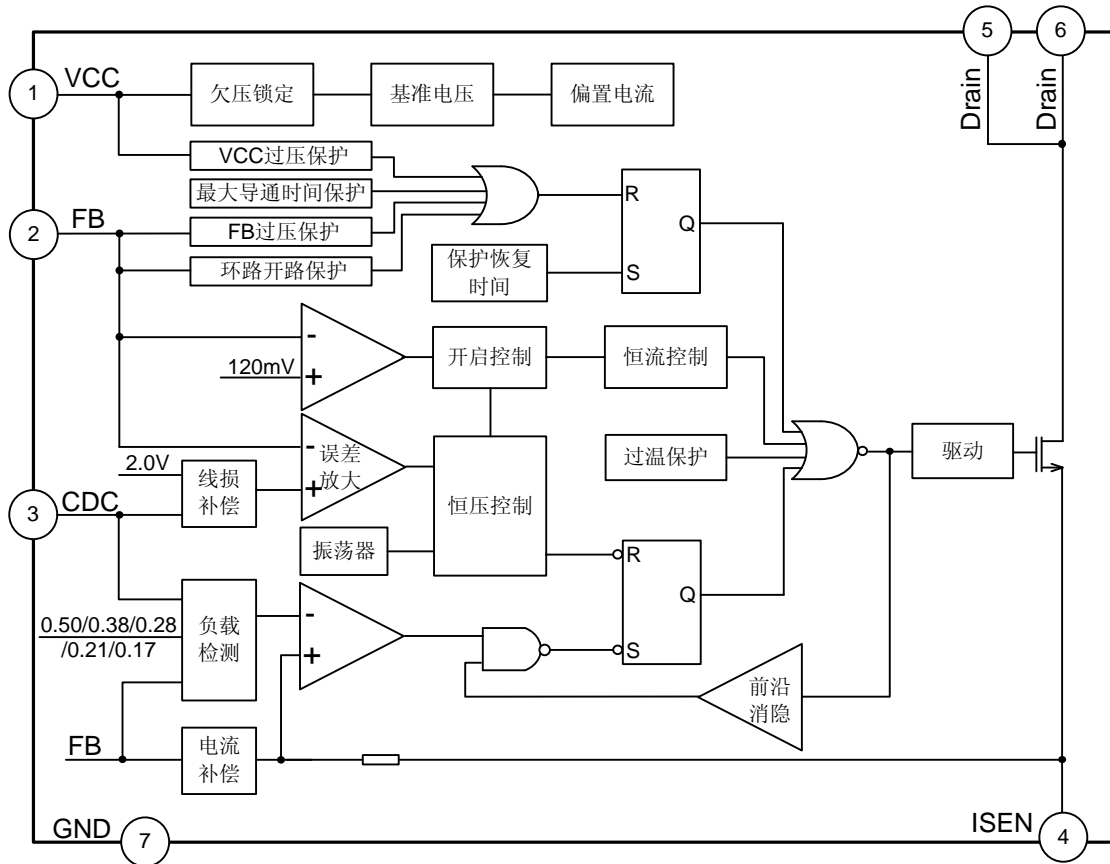 5
6
1
VCC
欠压锁定
基准电压
偏置电流
Drain
Drain
VCC过压保护
最大导通时间保护
2
FB
FB过压保护
环路开路保护
R
Q
S
保护恢复
时间
-
120mV
+
开启控制
恒流控制
-
误差
放大
+
2.0V
线损
补偿
恒压控制
过温保护
驱动
3
CDC
振荡器
R
Q
S
0.50/0.38/0.28
/0.21/0.17
负载
检测
-
+
前沿
消隐
FB
电流
补偿
GND
7
ISEN
4